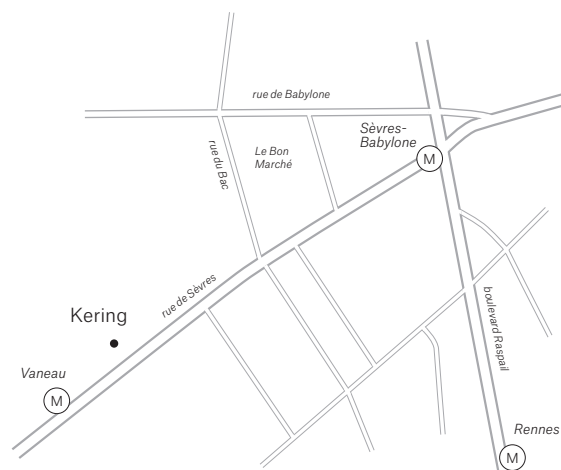 rue de Babylone
Sèvres-
Babylone
M
Le Bon
Marché
rue du Bac
rue de Sèvres
Kering
boulevard Raspail
Vaneau
M
Rennes
M